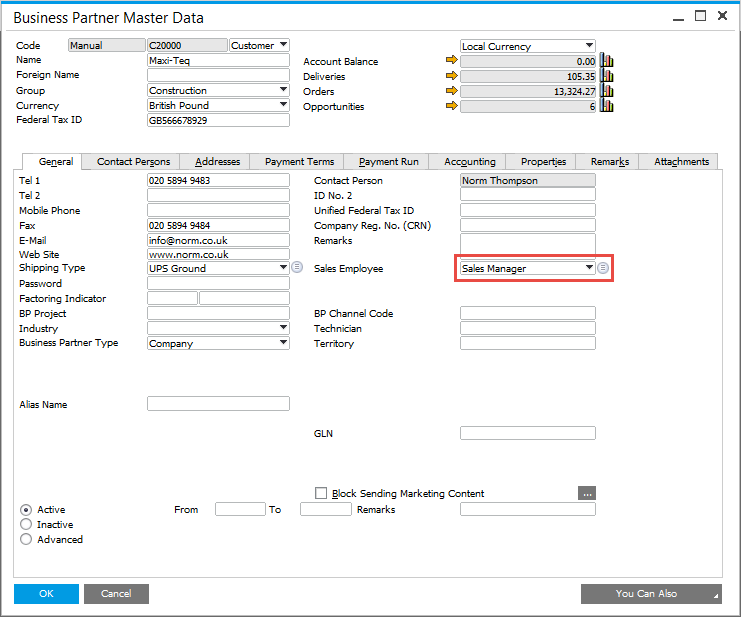 Business Partner Master Data
Code Manual C20000 Customer Local Currency
Name Maxi-Teq Account Balance 0.00
Foreign Name Deliveries 105.35
Group Construction Orders 13,324.27
Currency British Pound Opportunities 6
Federal Tax ID GB566678929
General Contact Persons Addresses Payment Terms Payment Run Accounting Properties Remarks Attachments
Tel 1 020 5894 9483 Contact Person Norm Thompson
Tel 2 ID No. 2
Mobile Phone Unified Federal Tax ID
Fax 020 5894 9484 Company Reg. No. (CRN)
E-Mail info@norm.co.uk Remarks
Web Site www.norm.co.uk
Shipping Type UPS Ground Sales Employee Sales Manager
Password
Factoring Indicator
BP Project BP Channel Code
Industry Technician
Business Partner Type Company Territory
Alias Name
GLN
Block Sending Marketing Content ...
Active From To Remarks
Inactive
Advanced
OK Cancel You Can Also